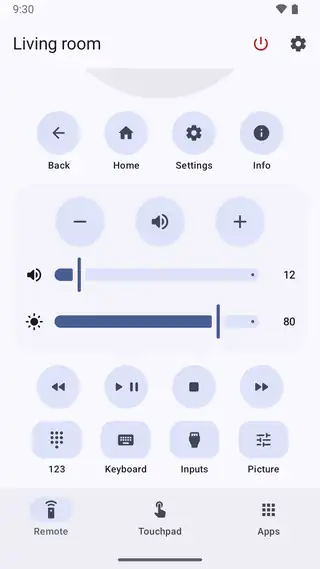 9:30
Living room
Back
Home
Settings
Info
12
80
123
Keyboard
Inputs
Picture
Remote
Touchpad
Apps